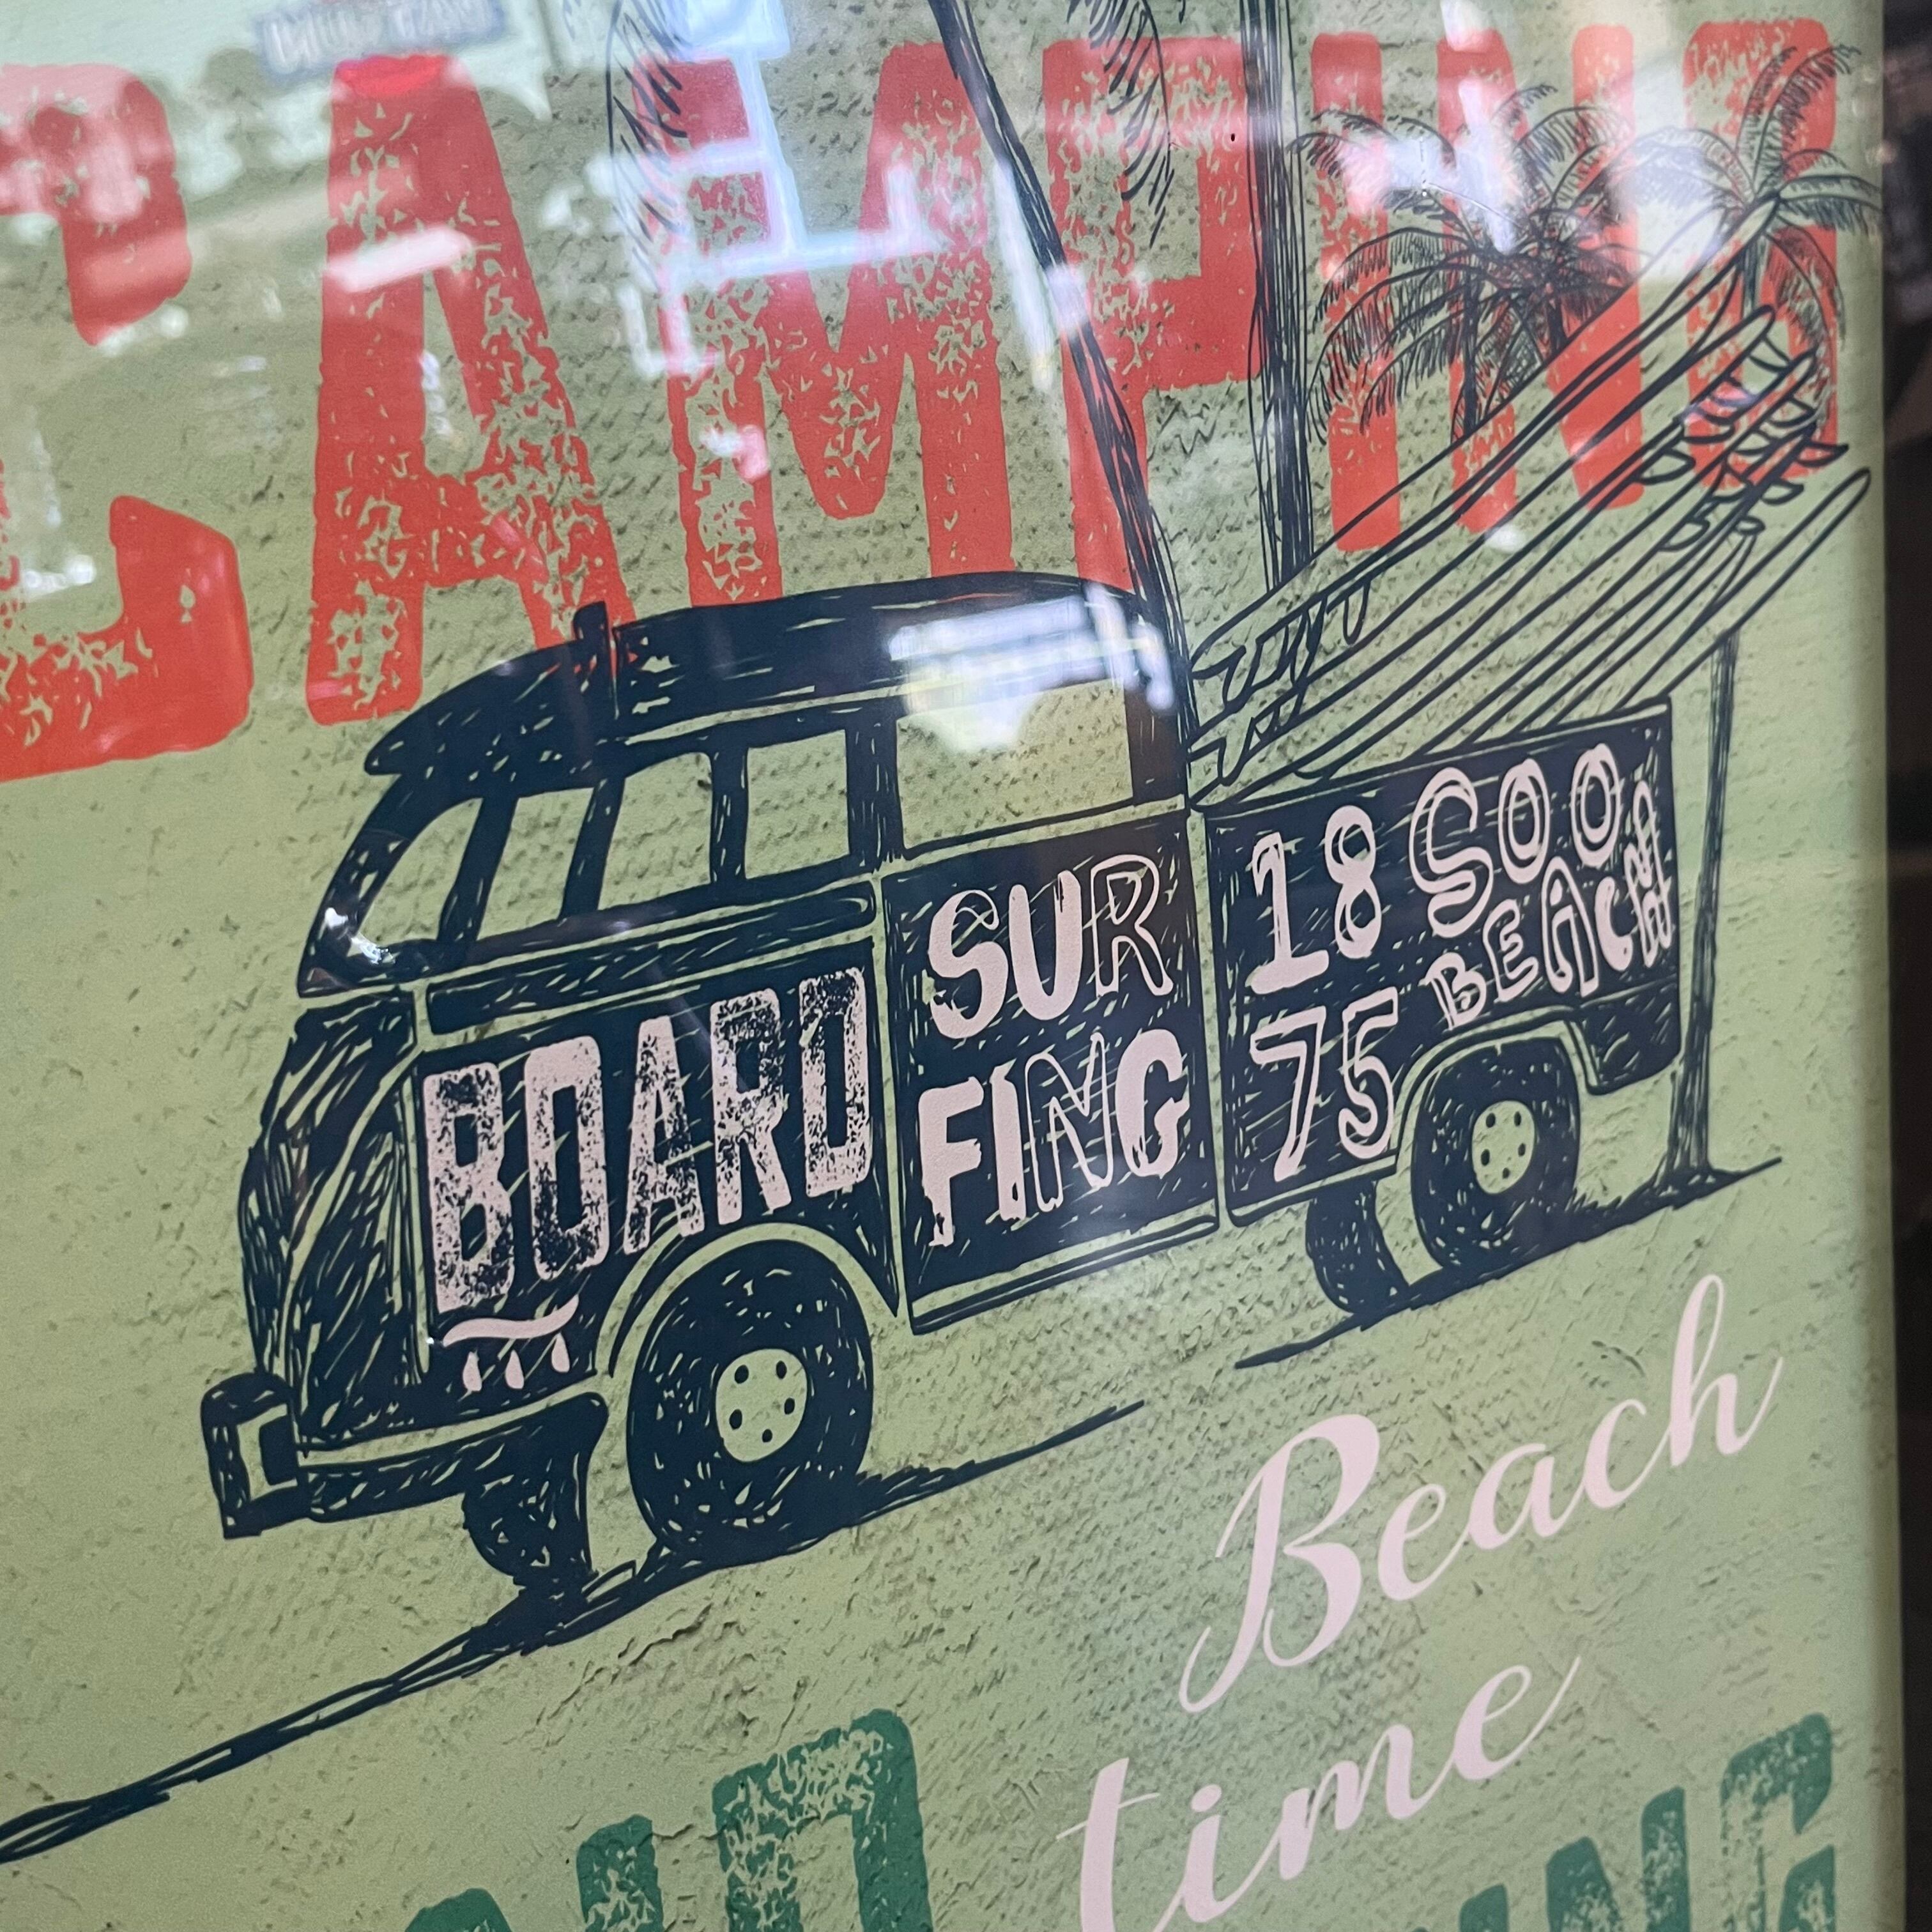 CAMPING
BOARD
SUR
FING
18
75
SOO
BEACH
Beach
time